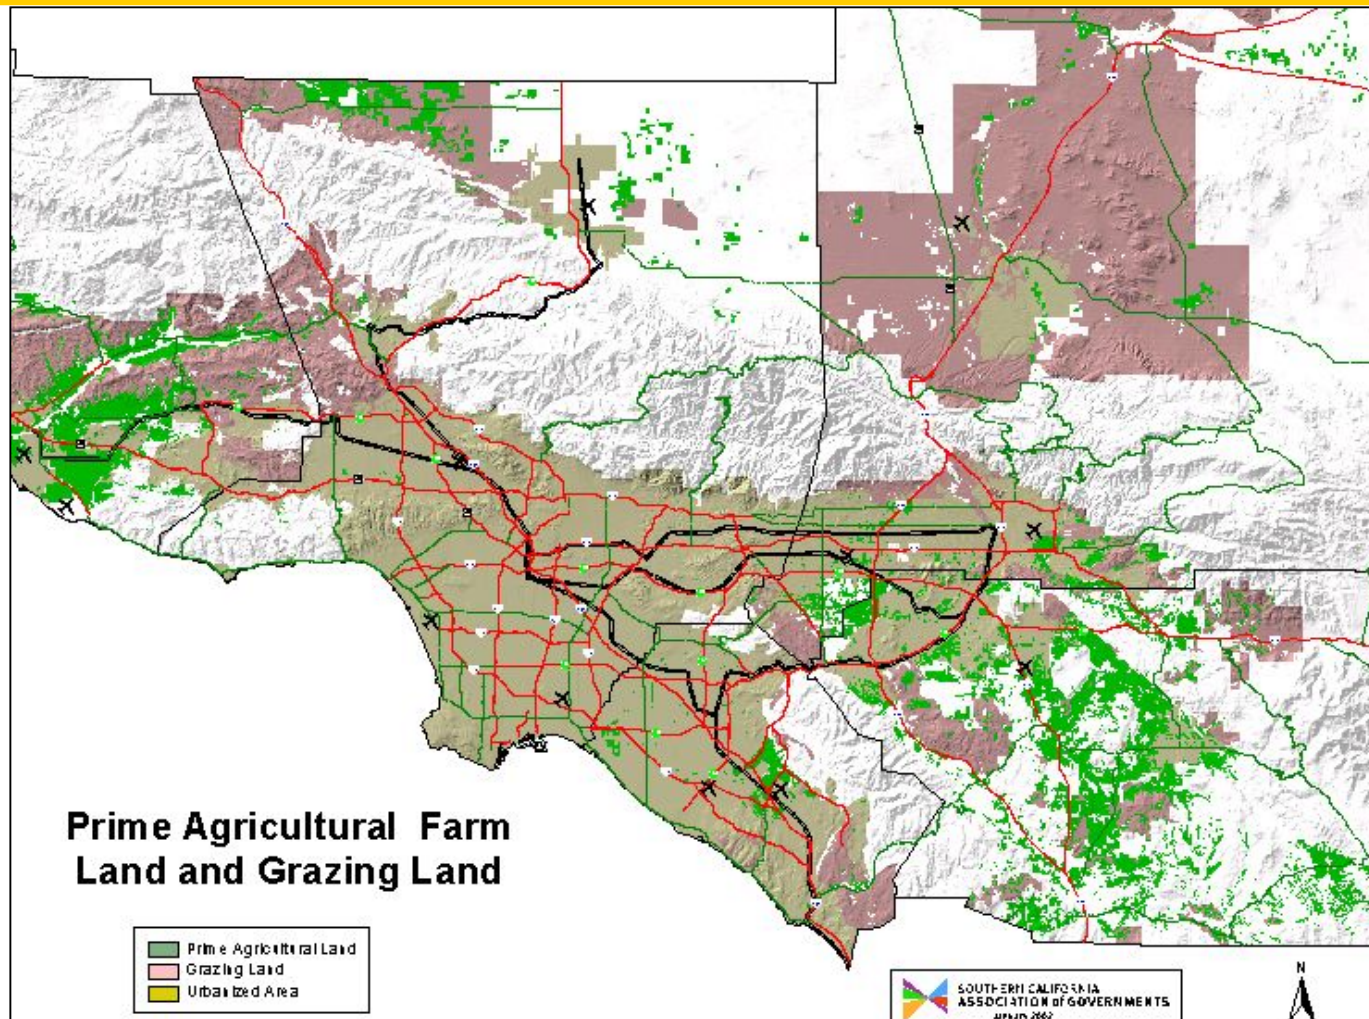 Prime Agricultural Farm
Land and Grazing Land
Prime Agricultural Land
Grazing Land
Urbanized Area
SOUTHERN CALIFORNIA
ASSOCIATION of GOVERNMENTS
2002
N